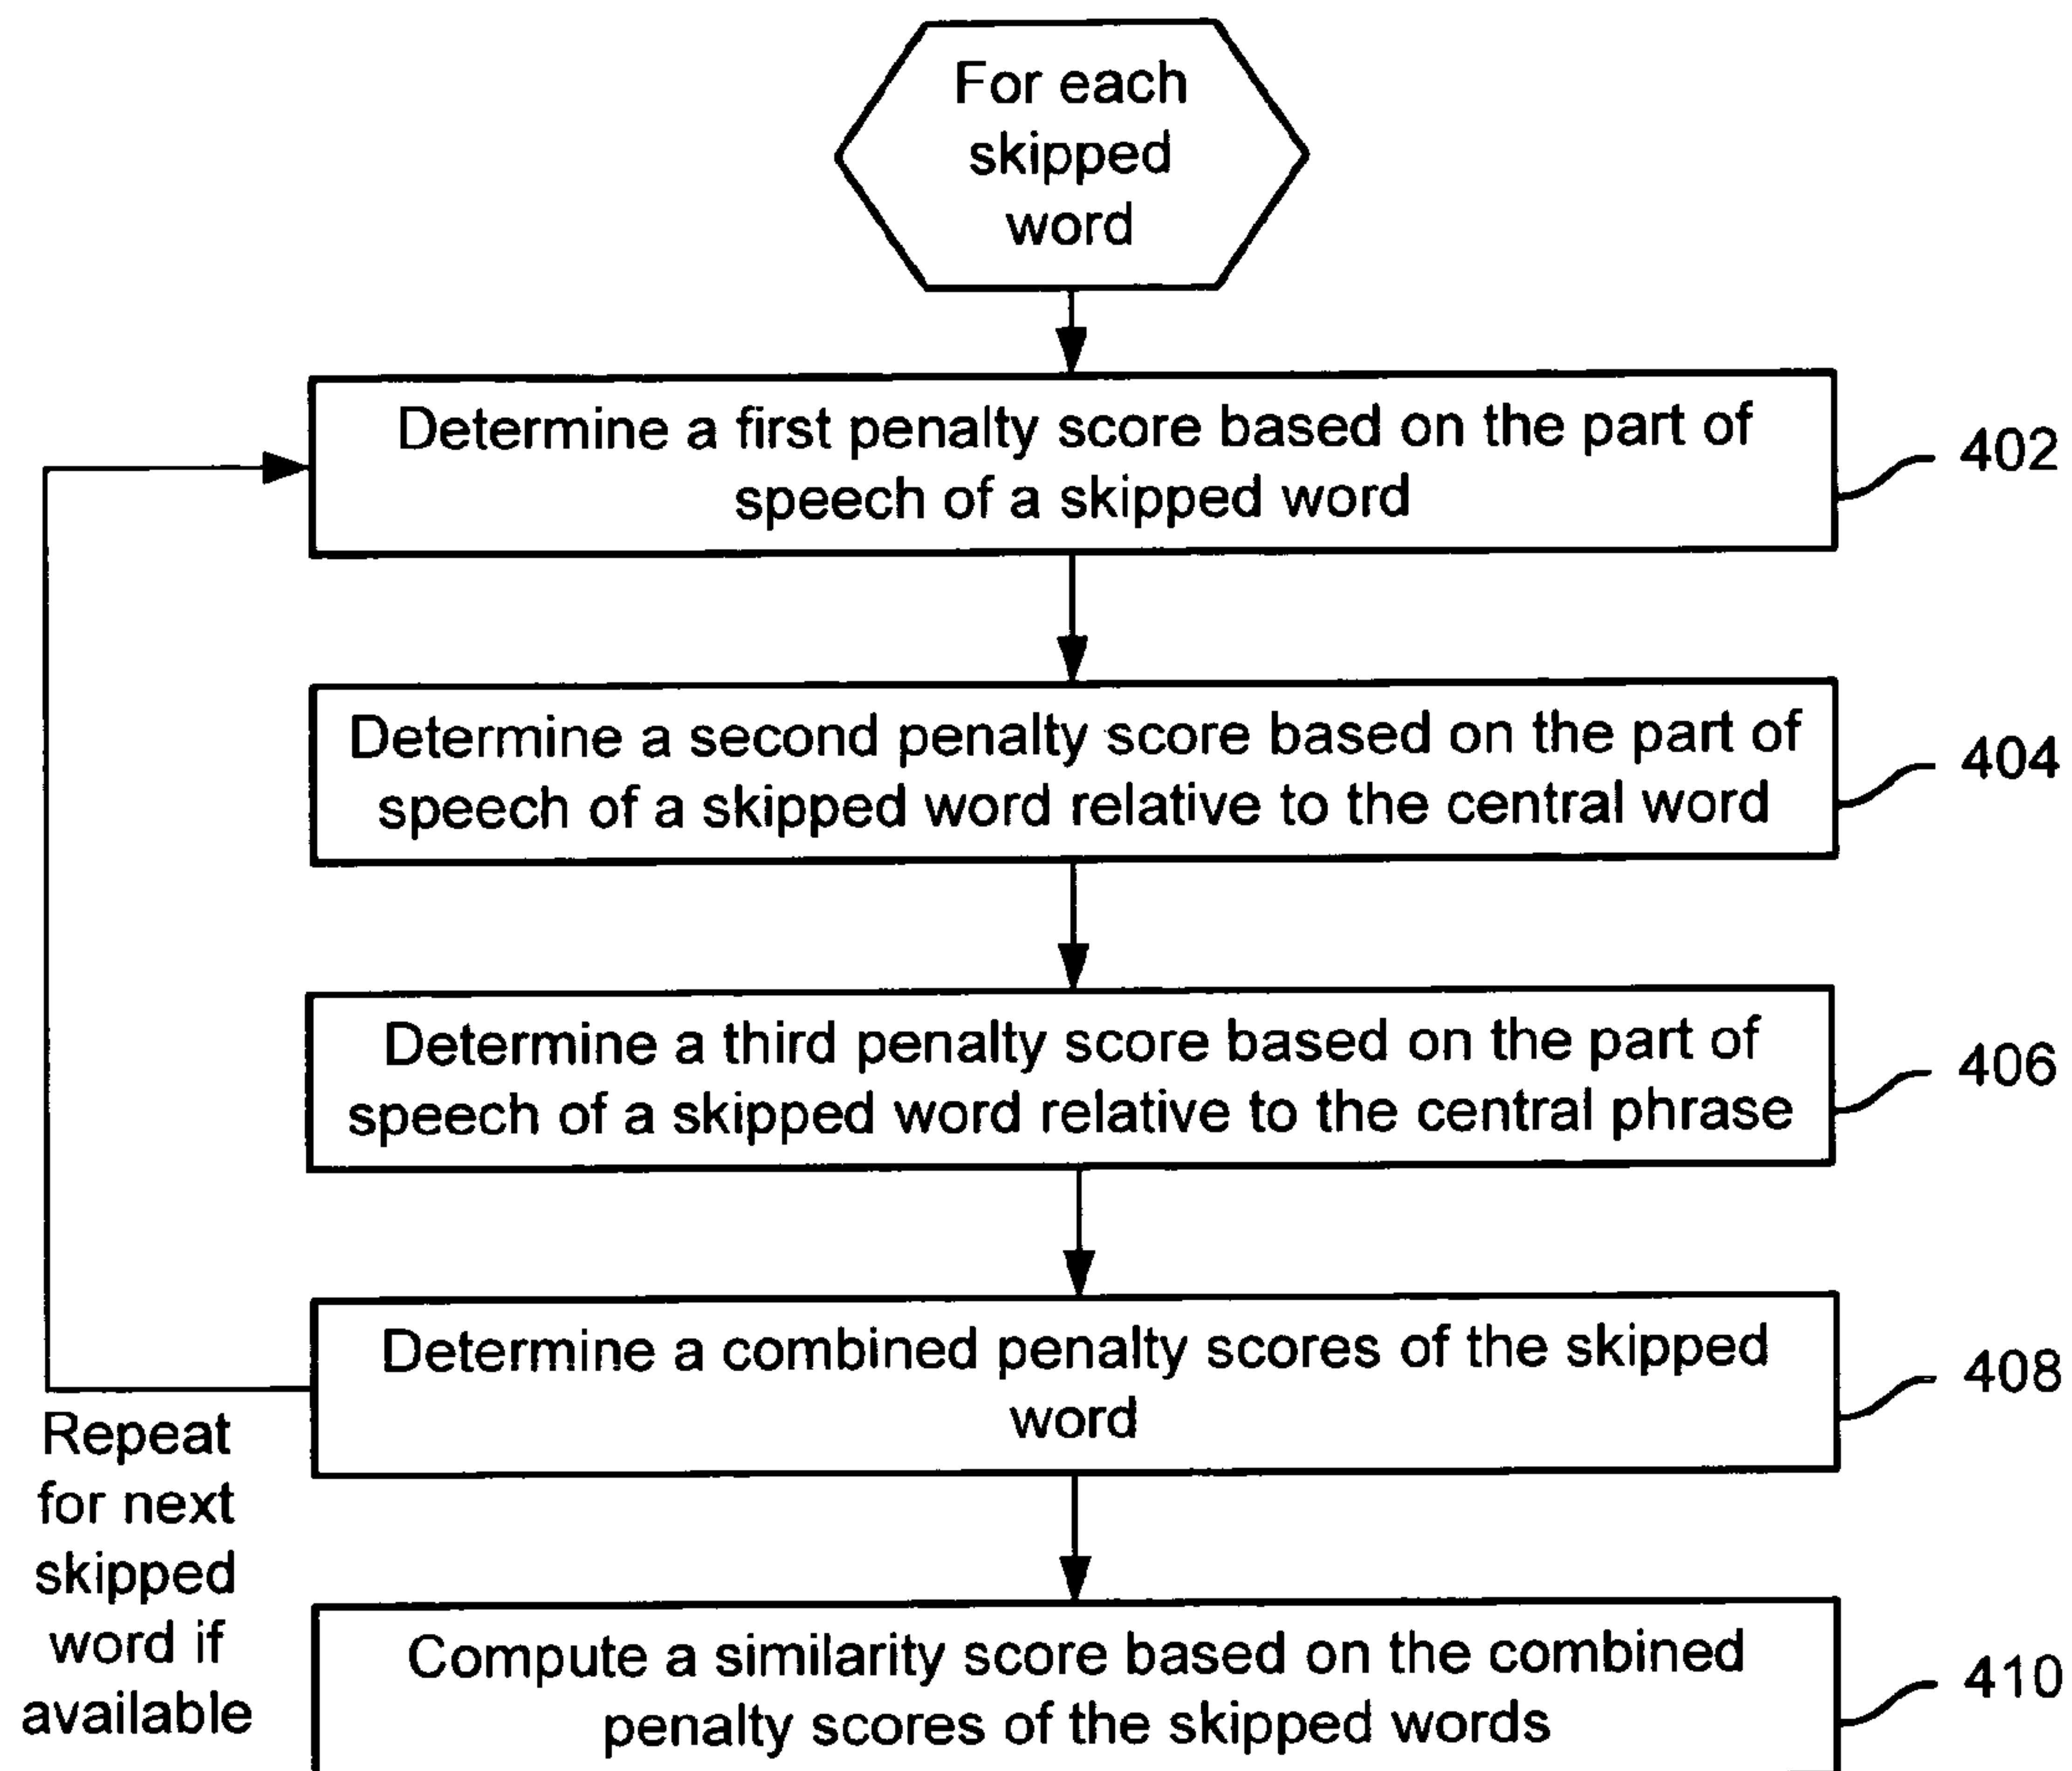 For each
skipped
word
Determine a first penalty score based on the part of
speech of a skipped word
402
Determine a second penalty score based on the part of
speech of a skipped word relative to the central word
404
Determine a third penalty score based on the part of
speech of a skipped word relative to the central phrase
406
Determine a combined penalty scores of the skipped
word
408
Repeat
for next
skipped
word if
available
Compute a similarity score based on the combined
penalty scores of the skipped words
410